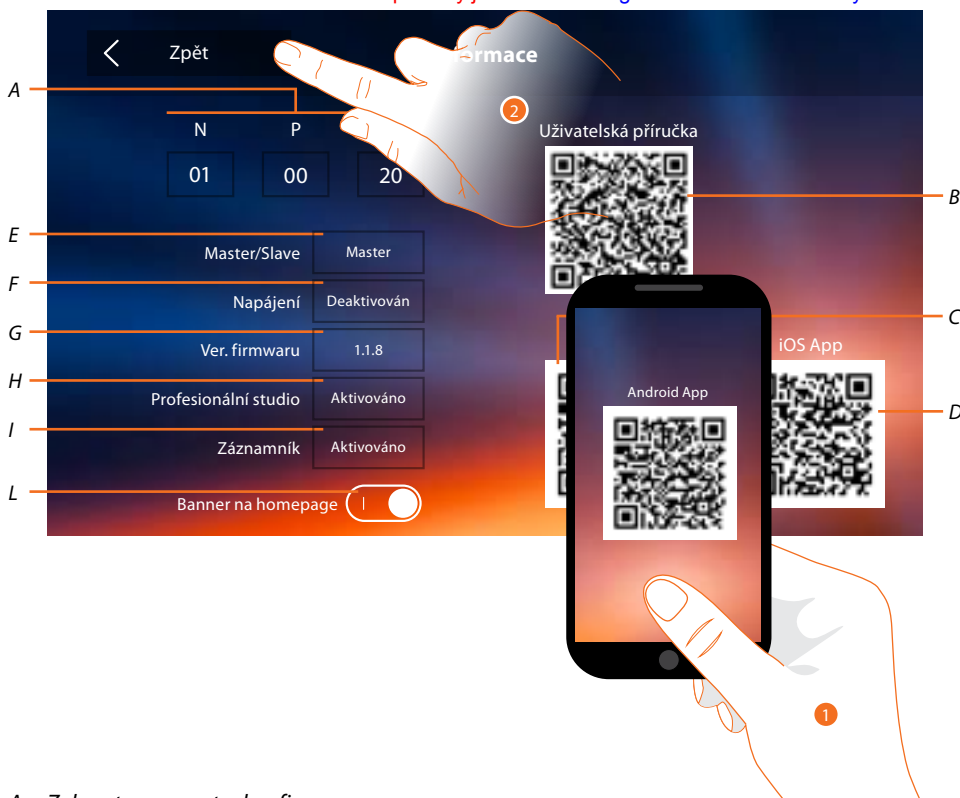 Zpět
ormace
A
2
N P
Uživatelská příručka
01 00 20
B
E
Master/Slave Master
F
Napájení Deaktivován
C
G
Ver. firmwaru 1.1.8
iOS App
H
Profesionální studio Aktivováno
Android App
D
I
Záznamník Aktivováno
L
Banner na homepage
1